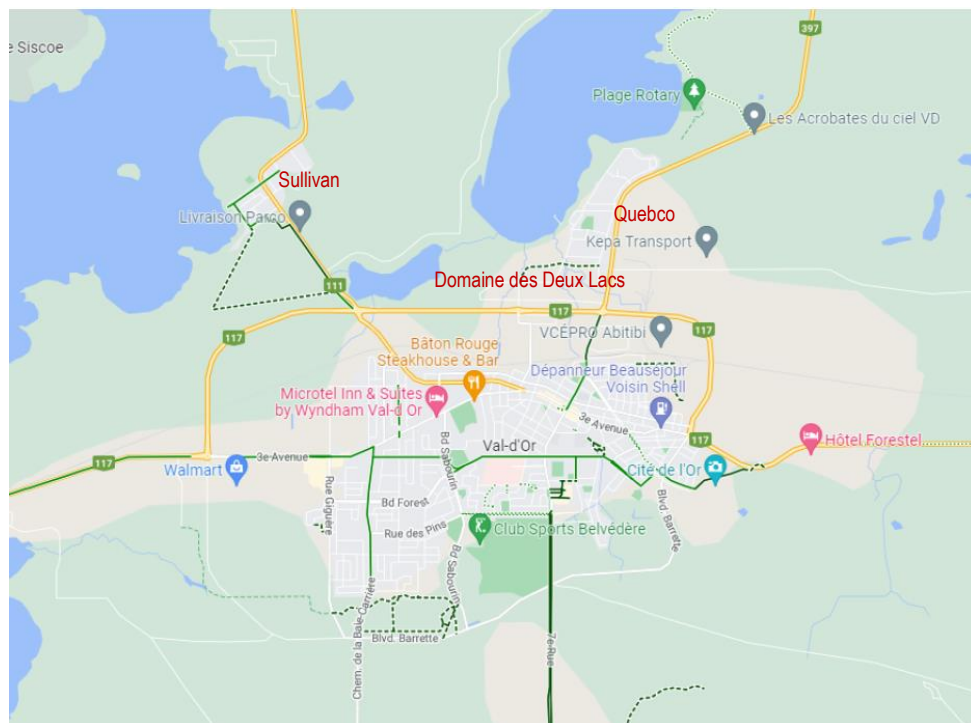 397
e Siscoe
Plage Rotary
Les Acrobates du ciel VD
Sullivan
Livraison Parco
Quebco
Kepa Transport
Domaine des Deux Lacs
111
117
117
117
VCÉPRO Abitibi
Bâton Rouge
Steakhouse & Bar
Dépanneur Beauséjour
Voisin Shell
Microtel Inn & Suites
by Wyndham Val-d Or
3e Avenue
Bd Sabourin
Val-d'Or
117
Hôtel Forestel
117
3e Avenue
Walmart
Cité de l'Or
Rue Giguère
Bd Forest
Rue des Pins
Club Sports Belvédère
Blvd. Barrette
Bd Sabourin
Chem. de la Baie-Carrière
Blvd. Barrette
7e Rue